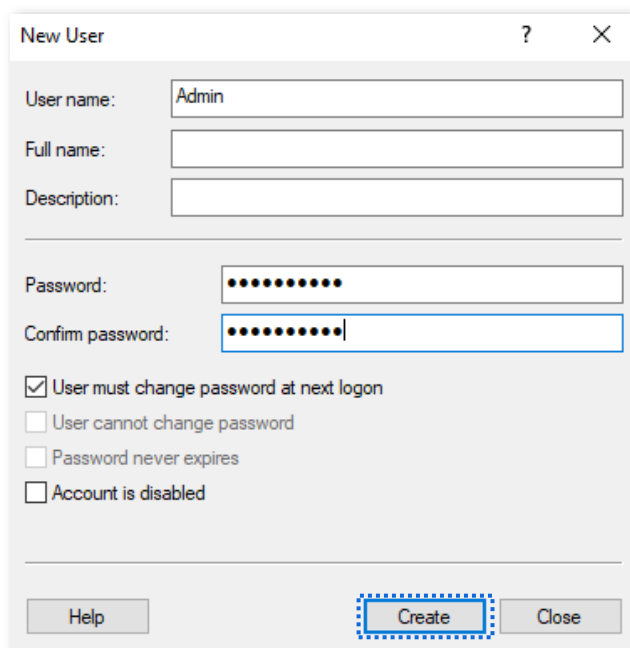 New User ?
User name: Admin
Full name:
Description:
Password: ●●●●●●●●●●
Confirm password: ●●●●●●●●●●
User must change password at next logon
User cannot change password
Password never expires
Account is disabled
Help Create Close